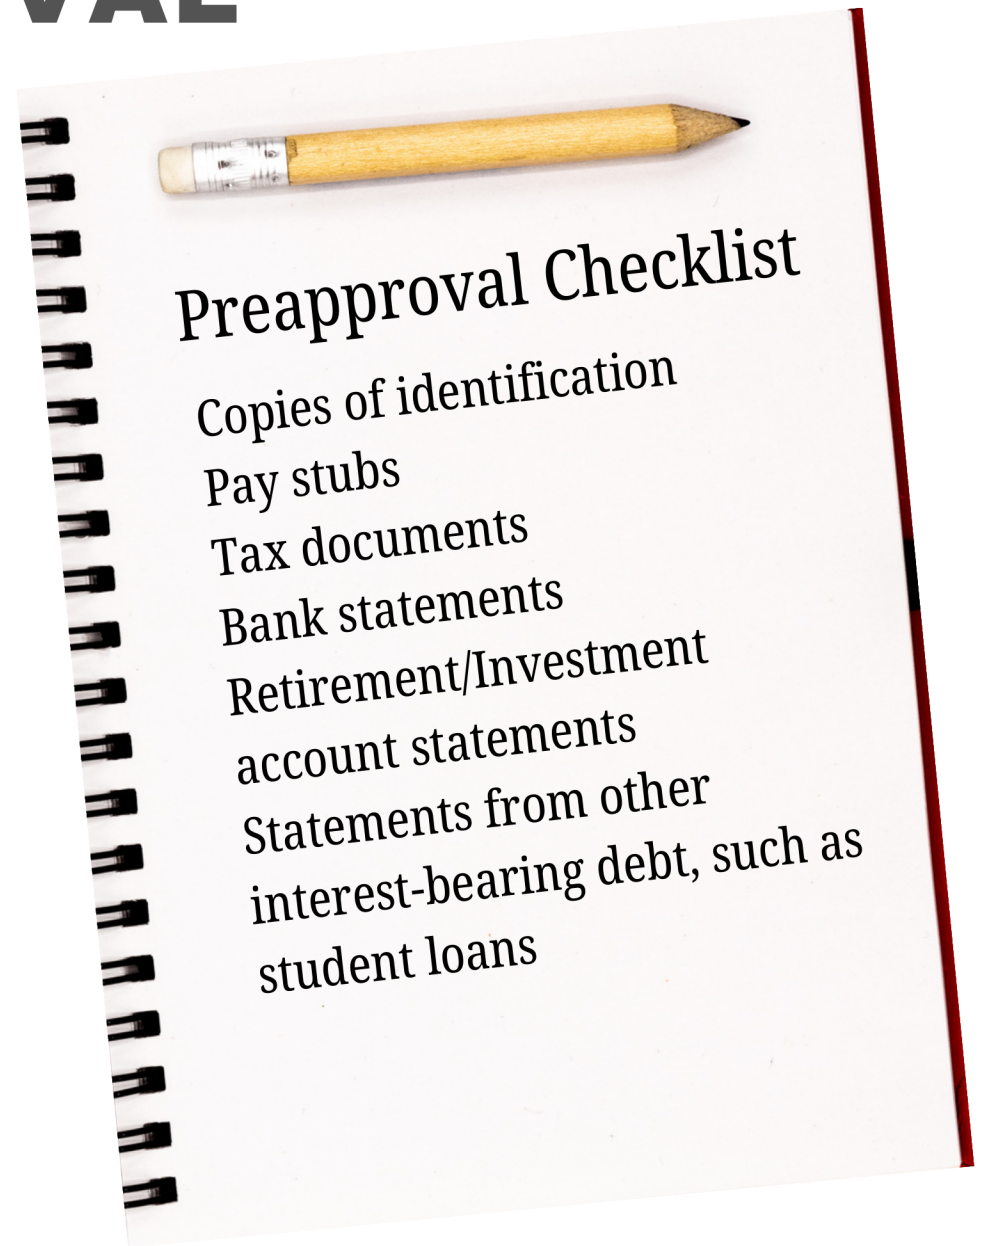 Preapproval Checklist
Copies of identification
Pay stubs
Tax documents
Bank statements
Retirement/Investment
account statements
Statements from other
interest-bearing debt, such as
student loans